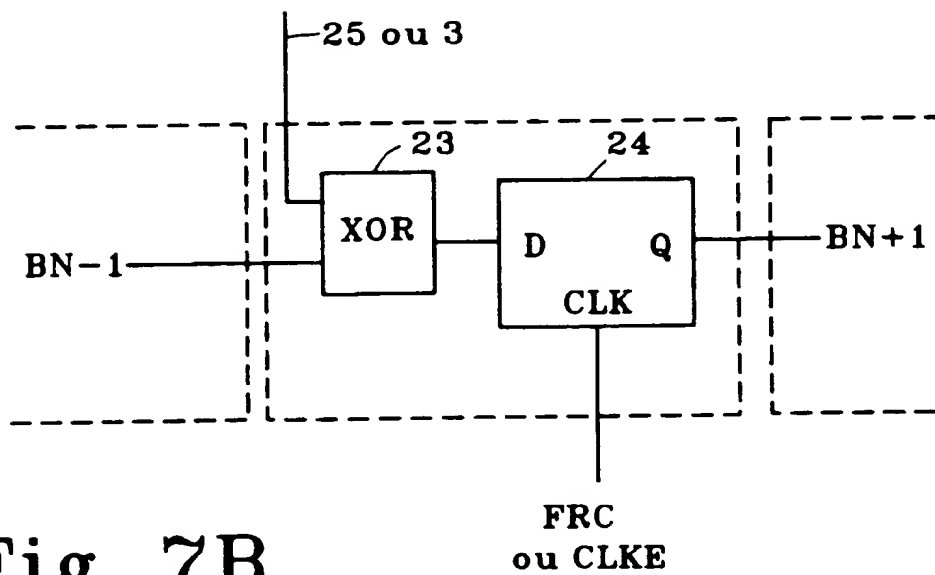 25 ou 3
23
24
XOR
D
Q
CLK
BN-1
BN+1
FRC
ou CLKE
Fig. 7B